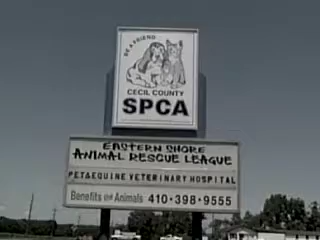 BE A FRIEND
CECIL COUNTY
SPCA
EASTERN SHORE
ANIMAL RESCUE LEAGUE
PET&EQUINE VETERINARY HOSPITAL
Benefits the Animals 410·398·9555